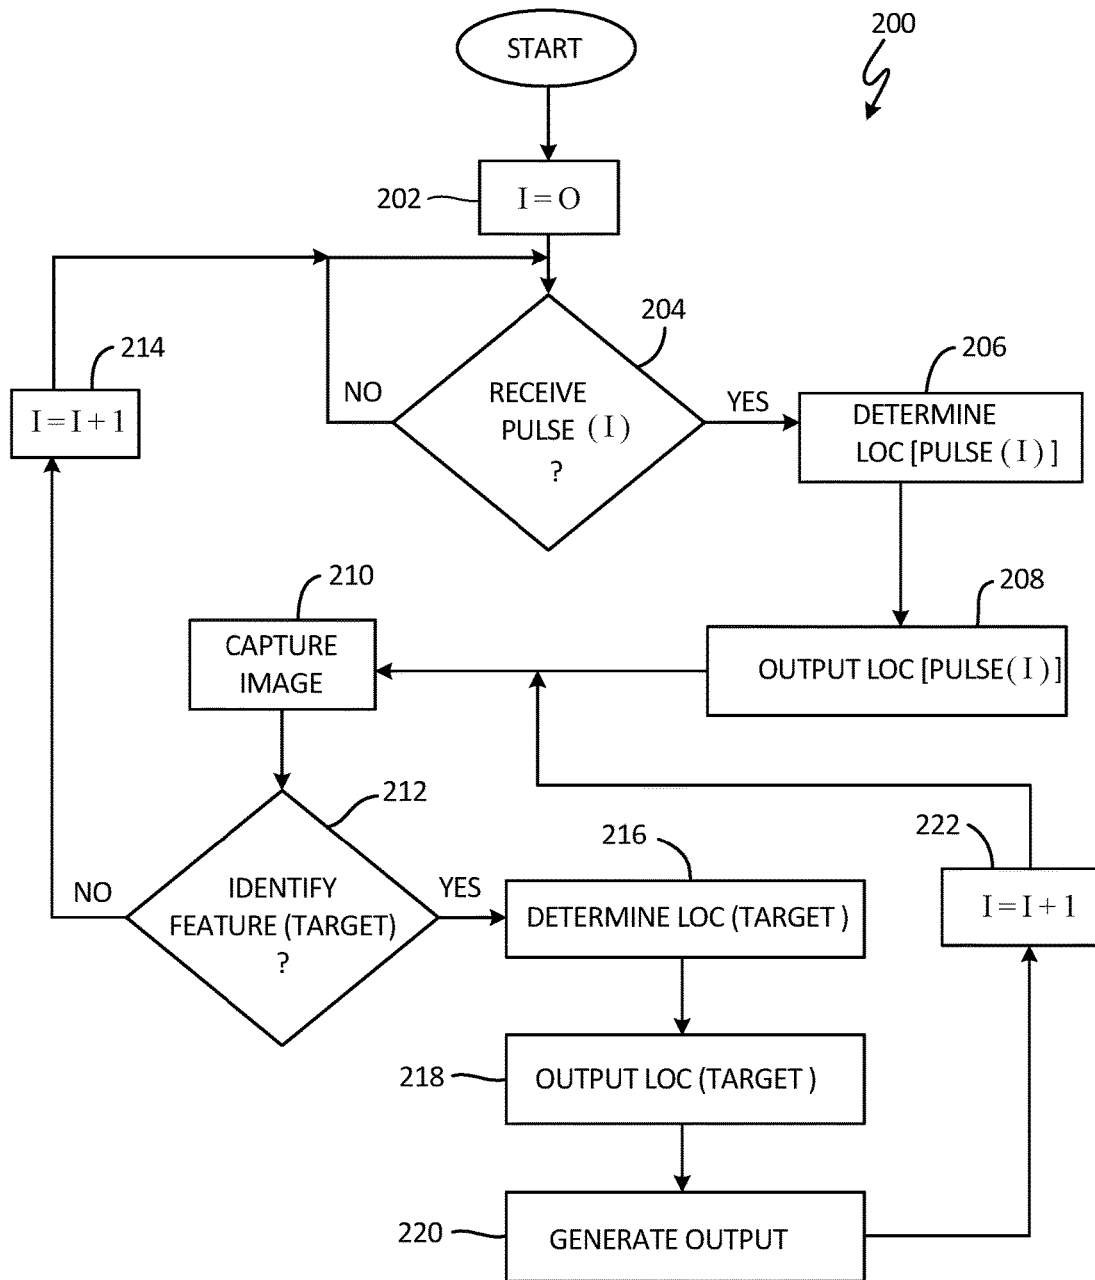 START
200
202
I = O
204
214
206
NO
RECEIVE
PULSE (I)
?
YES
DETERMINE
LOC [PULSE (I) ]
I = I + 1
210
208
CAPTURE
IMAGE
OUTPUT LOC [PULSE(I)]
212
216
222
NO
IDENTIFY
FEATURE (TARGET)
?
YES
DETERMINE LOC (TARGET )
I = I + 1
218
OUTPUT LOC (TARGET )
220
GENERATE OUTPUT